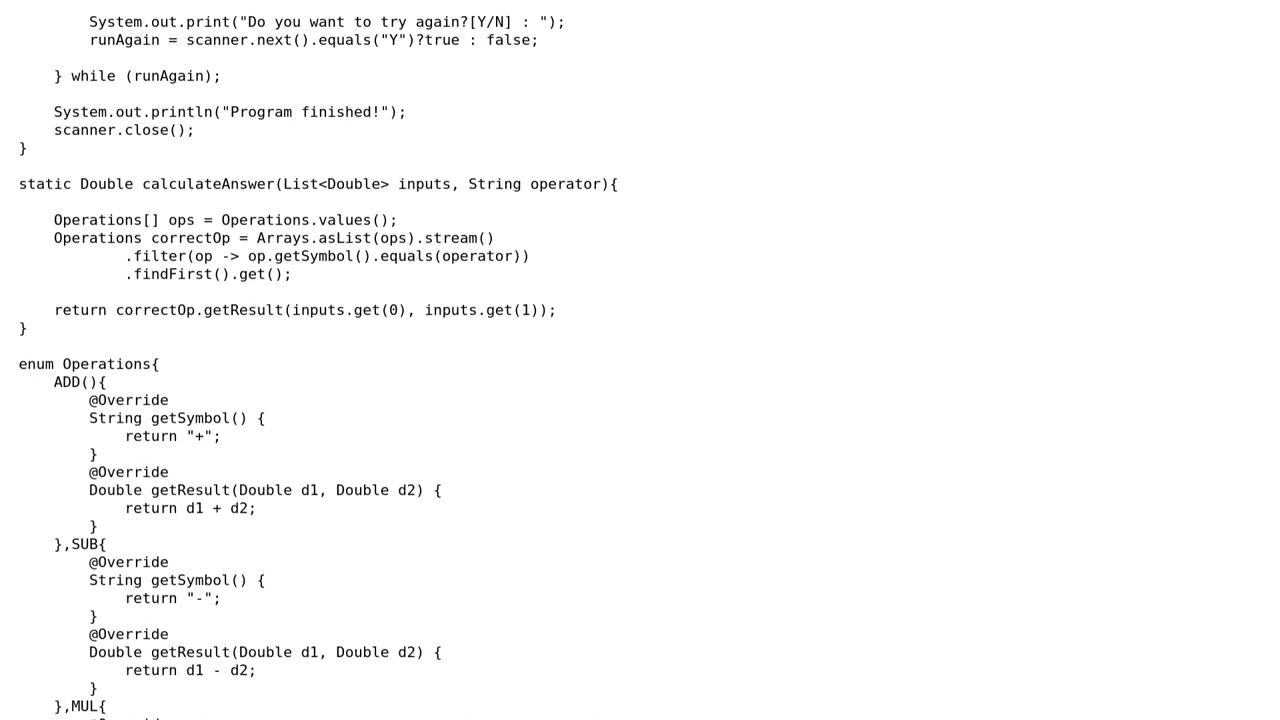 System.out.print("Do you want to try again?[Y/N] : ");
runAgain = scanner.next().equals("Y")?true : false;
} while (runAgain);
System.out.println("Program finished!");
scanner.close();
}
static Double calculateAnswer(List<Double> inputs, String operator){
Operations[] ops = Operations.values();
Operations correctOp = Arrays.asList(ops).stream()
.filter(op -> op.getSymbol().equals(operator))
.findFirst().get();
return correctOp.getResult(inputs.get(0), inputs.get(1));
}
enum Operations{
ADD(){
@Override
String getSymbol() {
return "+";
}
@Override
Double getResult(Double d1, Double d2) {
return d1 + d2;
}
},SUB{
@Override
String getSymbol() {
return "-";
}
@Override
Double getResult(Double d1, Double d2) {
return d1 - d2;
}
},MUL{